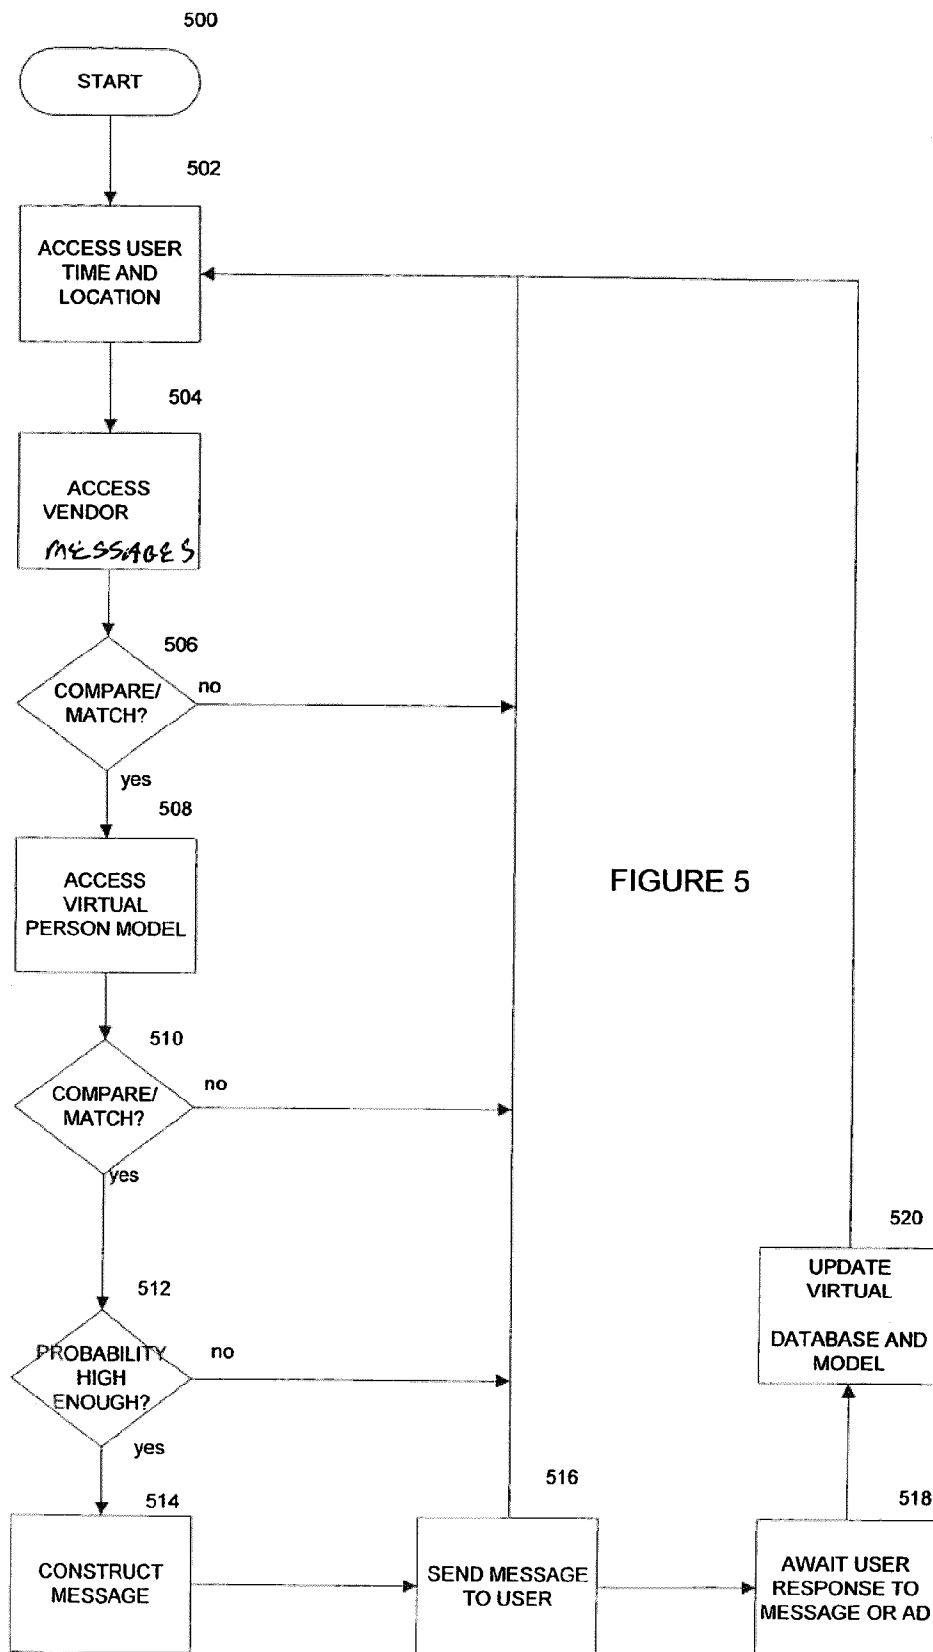 500
START
502
ACCESS USER
TIME AND
LOCATION
504
ACCESS
VENDOR
MESSAGES
506
COMPARE/
MATCH?
no
yes
508
ACCESS
VIRTUAL
PERSON MODEL
FIGURE 5
510
COMPARE/
MATCH?
no
yes
512
PROBABILITY
HIGH
ENOUGH?
no
yes
514
CONSTRUCT
MESSAGE
516
SEND MESSAGE
TO USER
518
AWAIT USER
RESPONSE TO
MESSAGE OR AD
520
UPDATE
VIRTUAL
DATABASE AND
MODEL